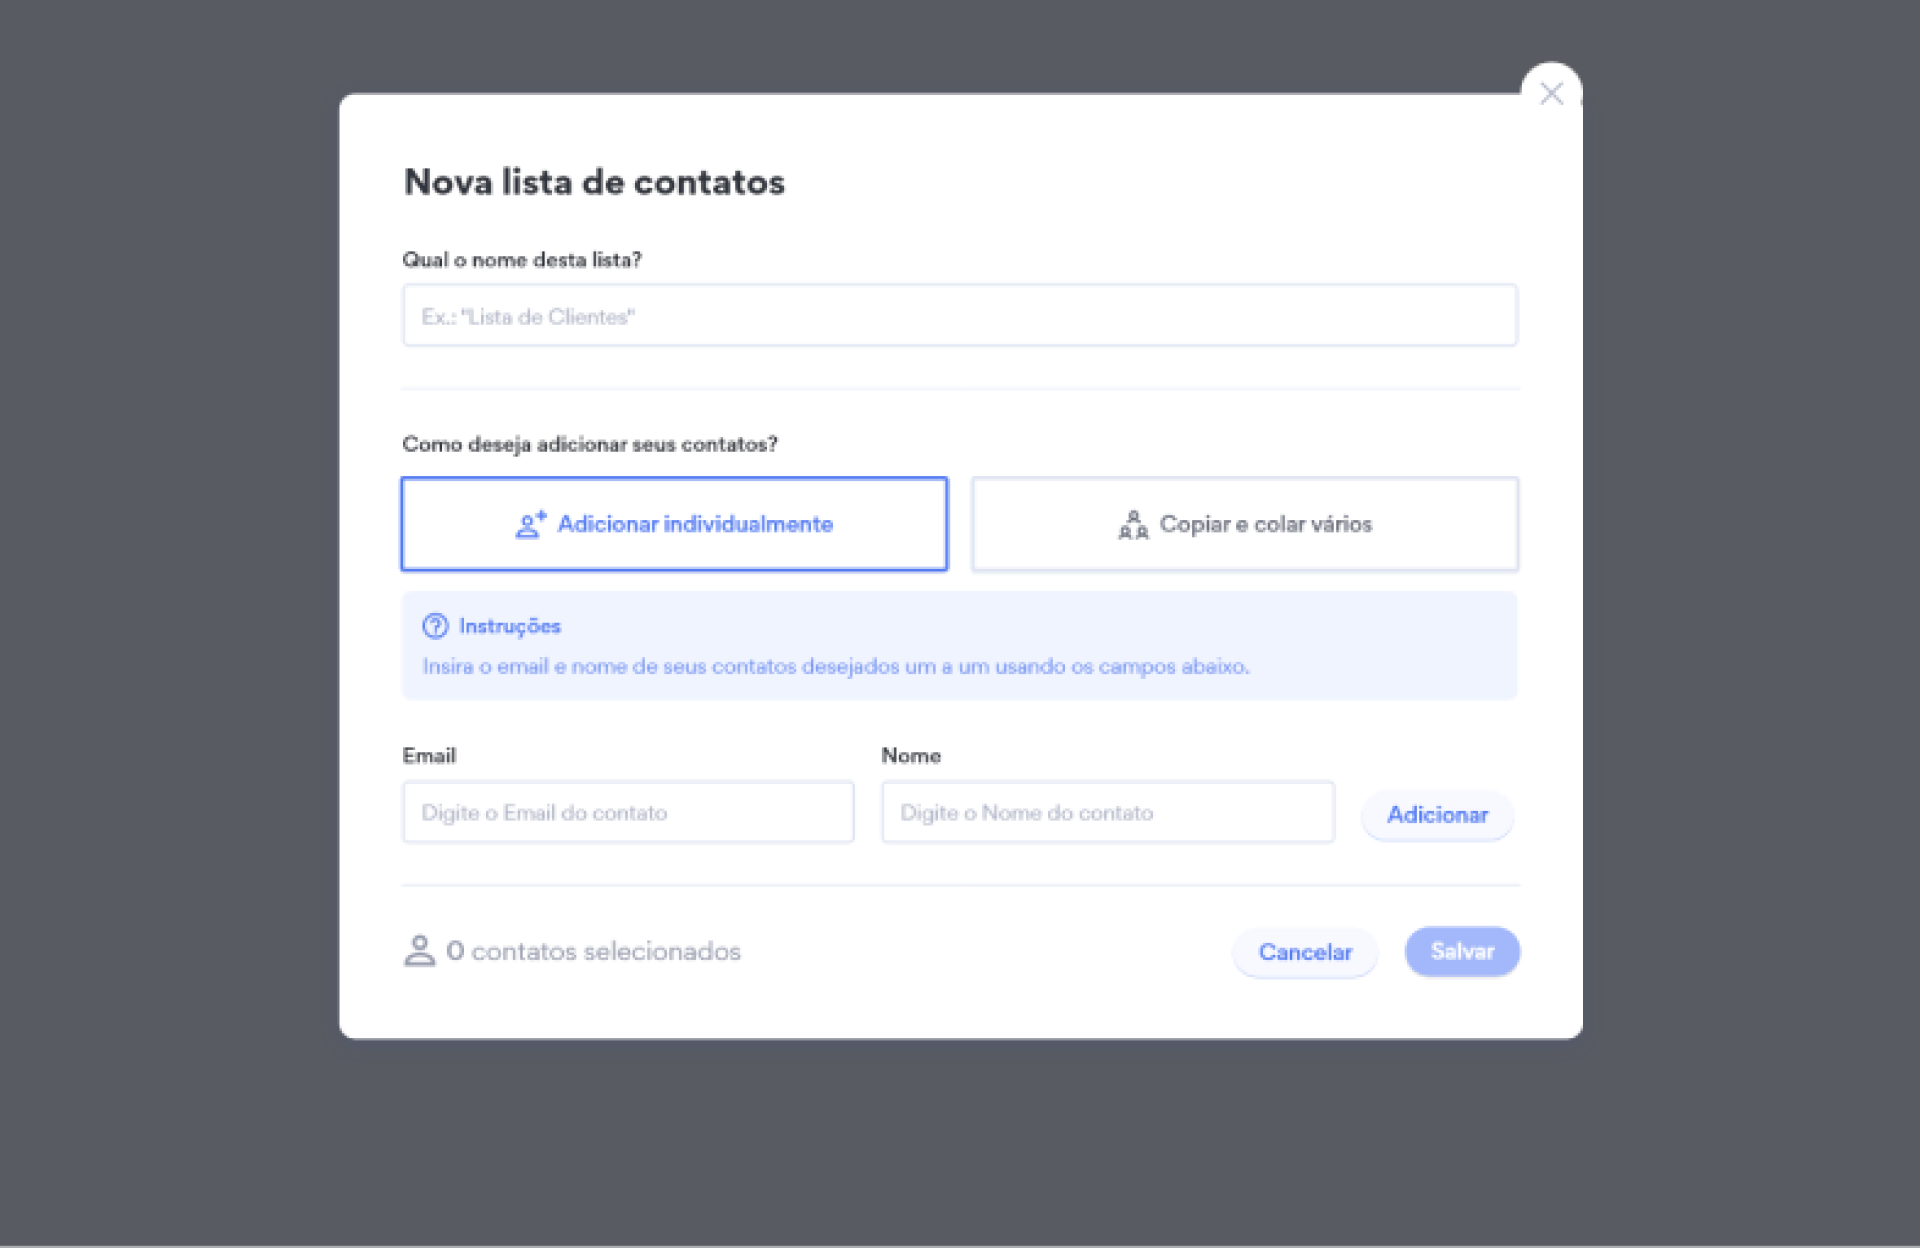 Nova lista de contatos
Qual o nome desta lista?
Ex.: "Lista de Clientes"
Como deseja adicionar seus contatos?
Adicionar individualmente
Copiar e colar vários
Instruções
Insira o email e nome de seus contatos desejados um a um usando os campos abaixo.
Email
Nome
Digite o Email do contato
Digite o Nome do contato
Adicionar
0 contatos selecionados
Cancelar
Salvar